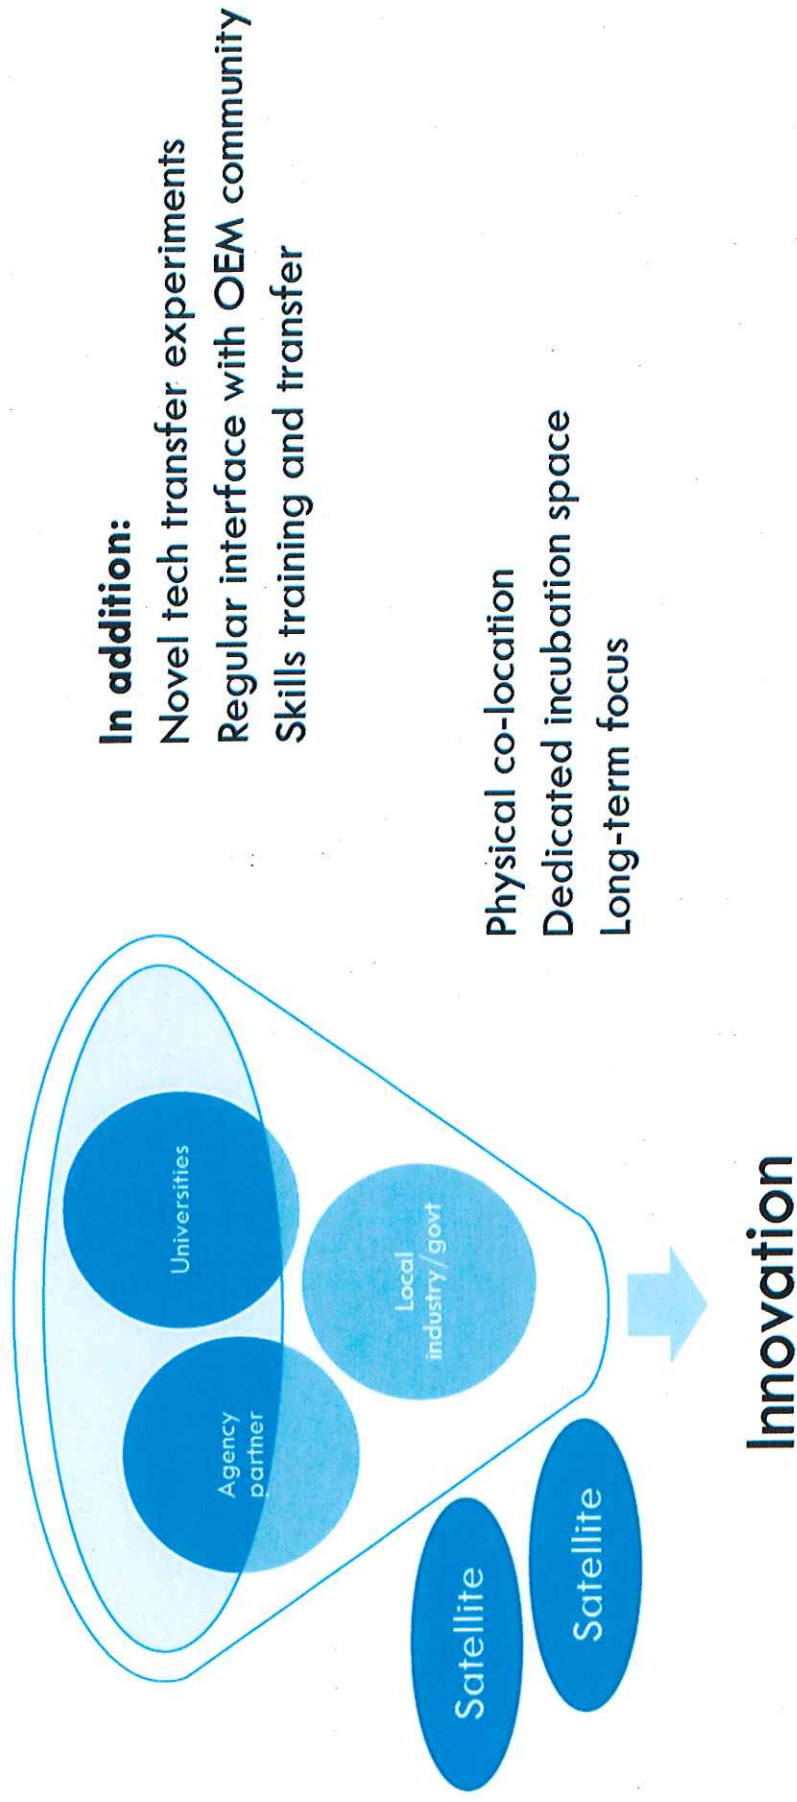 Universities
Agency
partner
Local
industry/govt
Satellite
Satellite
Innovation
In addition:
Novel tech transfer experiments
Regular interface with OEM community
Skills training and transfer
Physical co-location
Dedicated incubation space
Long-term focus